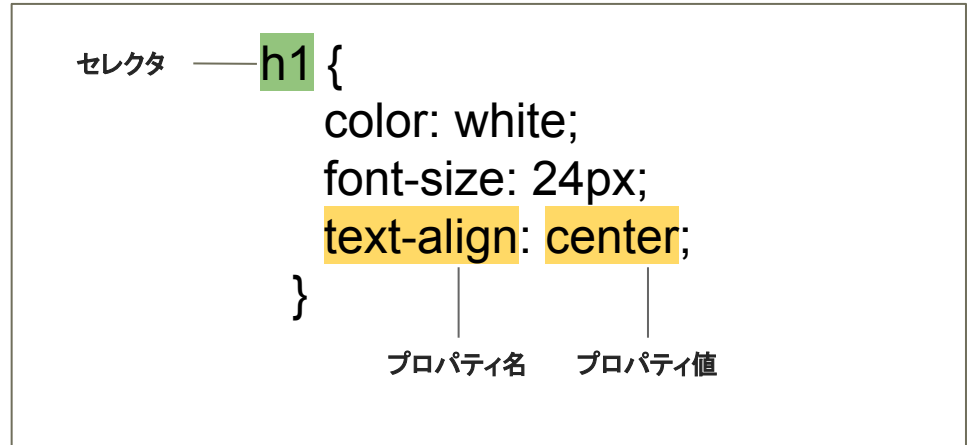 セレクタ h1 {
color: white;
font-size: 24px;
text-align: center;
}
プロパティ名 プロパティ値